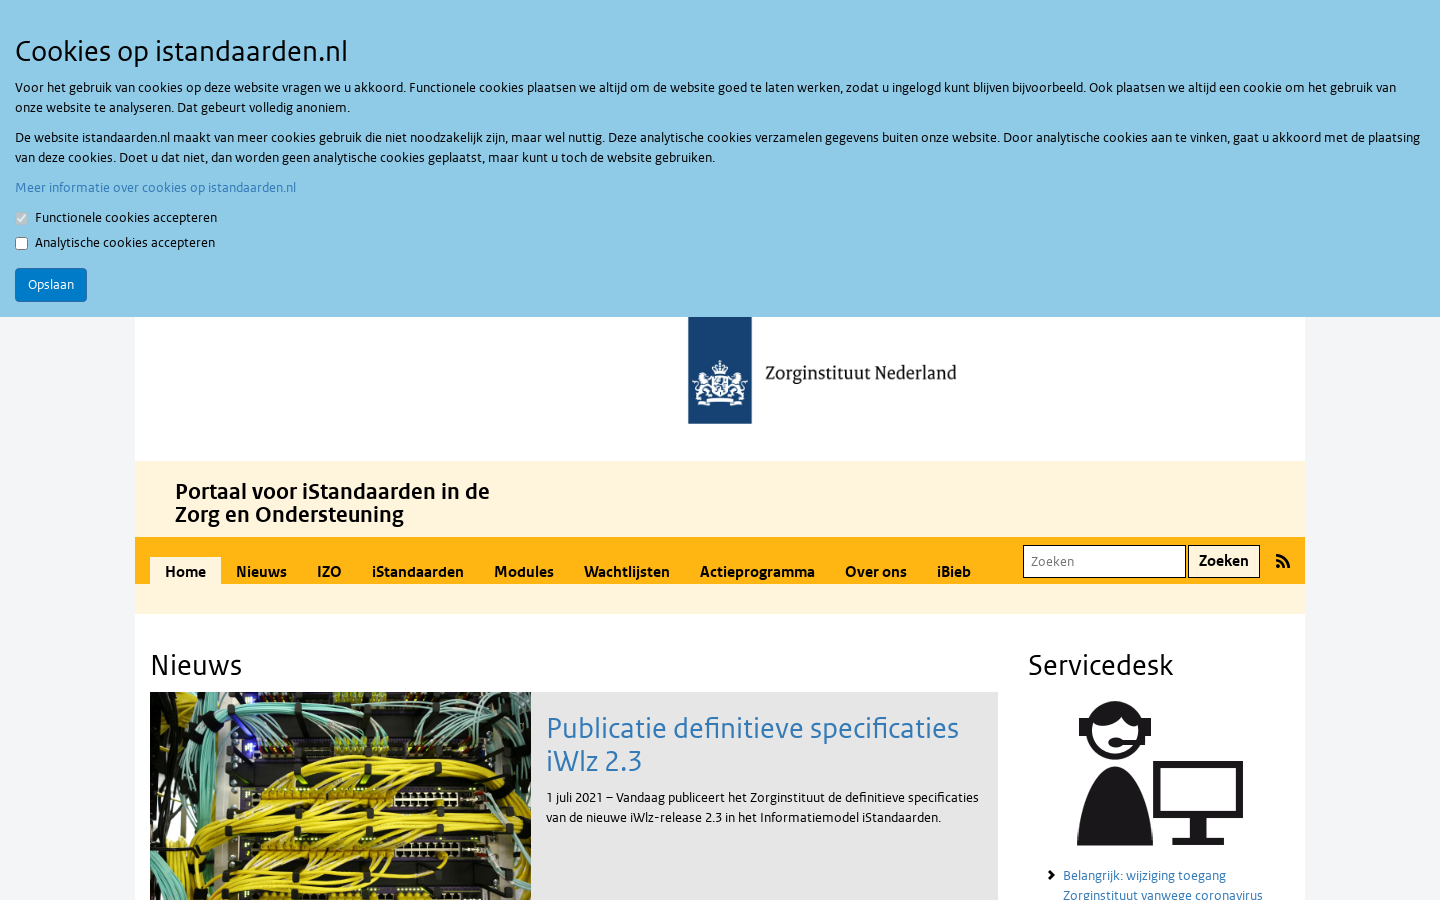 Cookies op istandaarden.nl
Voor het gebruik van cookies op deze website vragen we u akkoord. Functionele cookies plaatsen we altijd om de website goed te laten werken, zodat u ingelogd kunt blijven bijvoorbeeld. Ook plaatsen we altijd een cookie om het gebruik van
onze website te analyseren. Dat gebeurt volledig anoniem.
De website istandaarden.nl maakt van meer cookies gebruik die niet noodzakelijk zijn, maar wel nuttig. Deze analytische cookies verzamelen gegevens buiten onze website. Door analytische cookies aan te vinken, gaat u akkoord met de plaatsing
van deze cookies. Doet u dat niet, dan worden geen analytische cookies geplaatst, maar kunt u toch de website gebruiken.
Meer informatie over cookies op istandaarden.nl
Functionele cookies accepteren
Analytische cookies accepteren
Opslaan
Zorginstituut Nederland
Portaal voor iStandaarden in de
Zorg en Ondersteuning
Home Nieuws IZO iStandaarden Modules Wachtlijsten Actieprogramma Over ons iBieb Zoeken Zoeken
Nieuws
Publicatie definitieve specificaties
iWlz 2.3
1 juli 2021 – Vandaag publiceert het Zorginstituut de definitieve specificaties
van de nieuwe iWlz-release 2.3 in het Informatiemodel iStandaarden.
Servicedesk
Belangrijk: wijziging toegang
Zorginstituut vanwege coronavirus